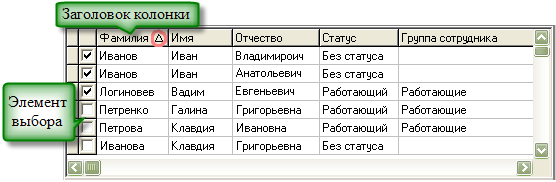 Заголовок колонки
Фамилия Имя Отчество Статус Группа сотрудника
Иванов Иван Владимироич Без статуса
Иванов Иван Анатольевич Без статуса
Логиновев Вадим Евгеньевич Работающий Работающие
Петренко Галина Григорьевна Работающий Работающие
Петрова Клавдия Ивановна Работающий Работающие
Иванова Клавдия Григорьевна Без статуса
Элемент
выбора